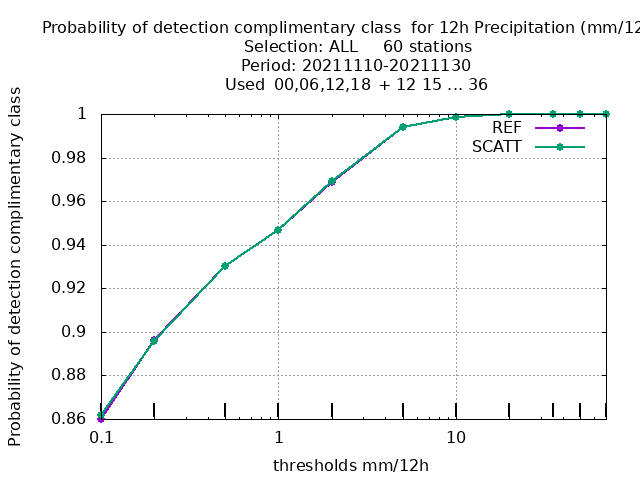 Probability of detection complimentary class  for 12h Precipitation (mm/12
Selection: ALL     60 stations
Period: 20211110-20211130
Used  00,06,12,18  + 12 15 ... 36
Probability of detection complimentary class
1
0.98
0.96
0.94
0.92
0.9
0.88
0.86
REF
SCATT
0.1
1
10
thresholds mm/12h